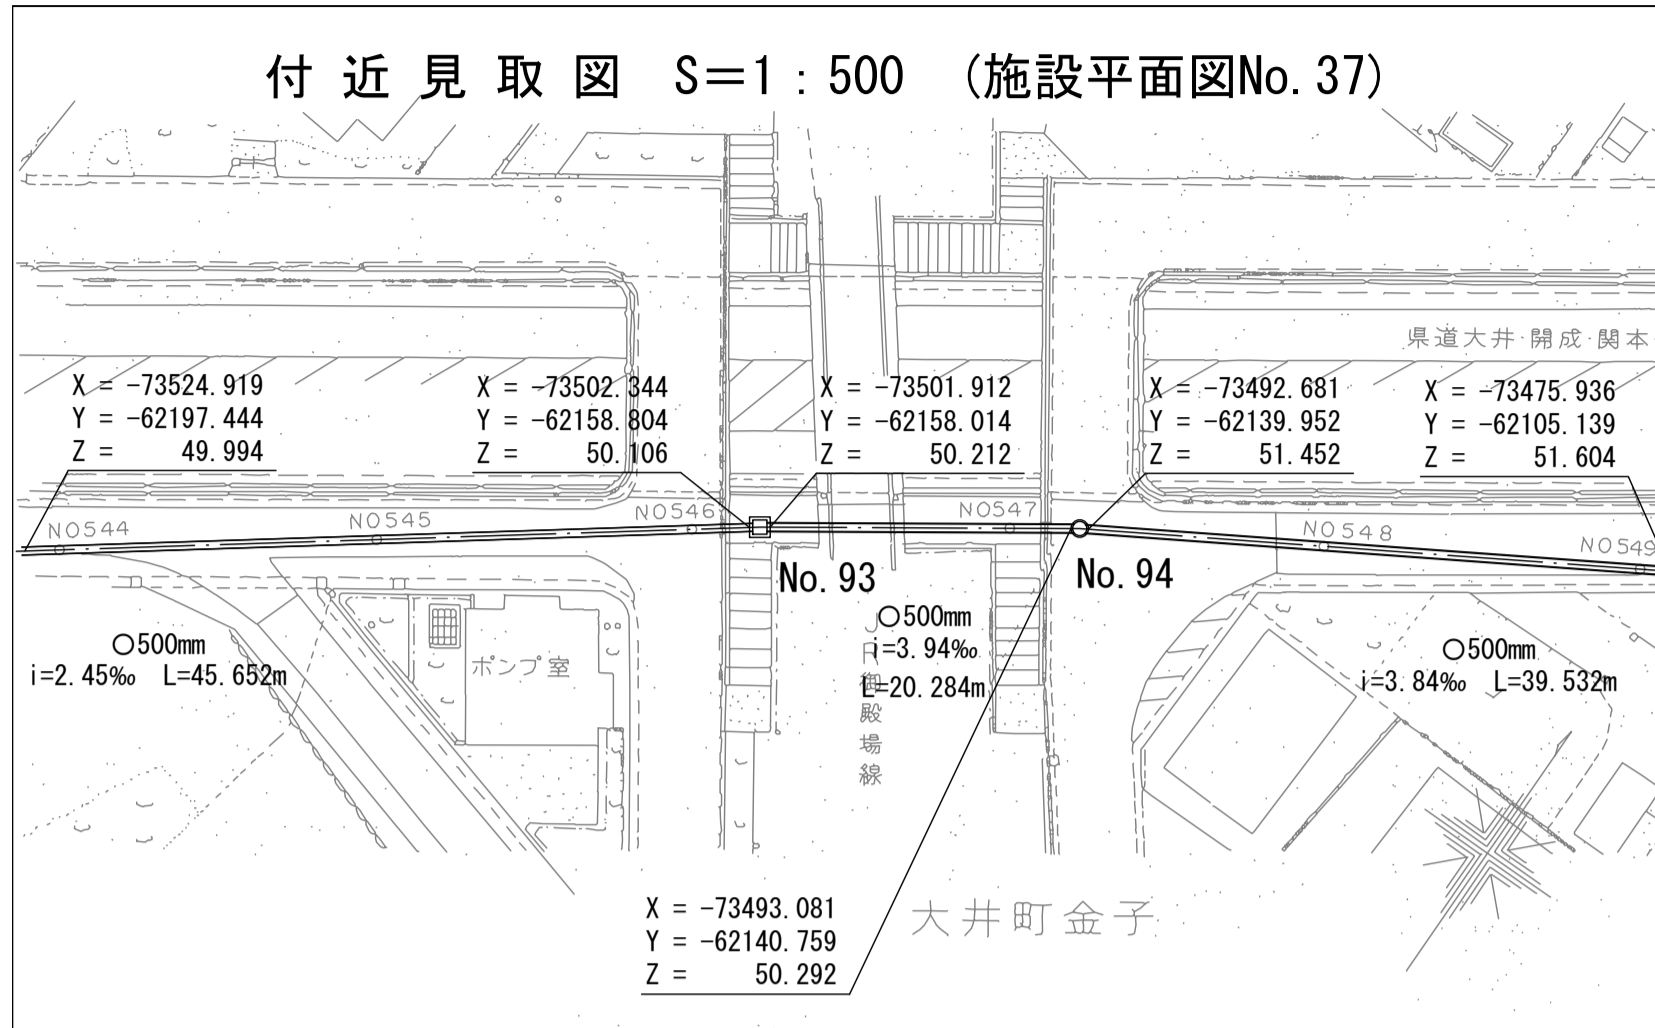 付近見取図 S=1:500 (施設平面図No.37)
県道大井・開成・関本
X = -73524.919
Y = -62197.444
Z = 49.994
X = -73502.344
Y = -62158.804
Z = 50.106
X = -73501.912
Y = -62158.014
Z = 50.212
X = -73492.681
Y = -62139.952
Z = 51.452
X = -73475.936
Y = -62105.139
Z = 51.604
NO544
NO545
NO546
NO547
NO548
NO549
No.93
No.94
○500mm
i=2.45‰ L=45.652m
ポンプ室
○500mm
i=3.94‰
L=20.284m
JR御殿場線
○500mm
i=3.84‰ L=39.532m
X = -73493.081
Y = -62140.759
Z = 50.292
大井町金子